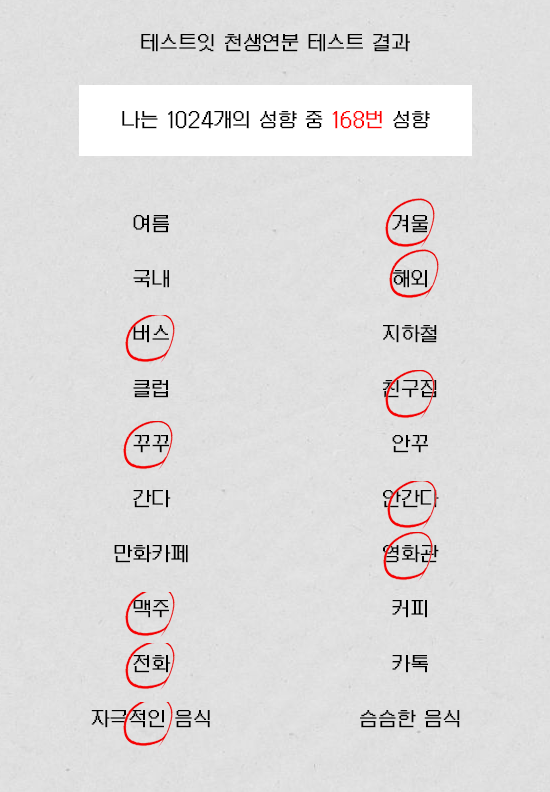 테스트잇 천생연분 테스트 결과
나는 1024개의 성향 중 168번 성향
여름 겨울
국내 해외
버스 지하철
클럽 친구집
꾸꾸 안꾸
간다 안간다
만화카페 영화관
맥주 커피
전화 카톡
자극적인 음식 슴슴한 음식